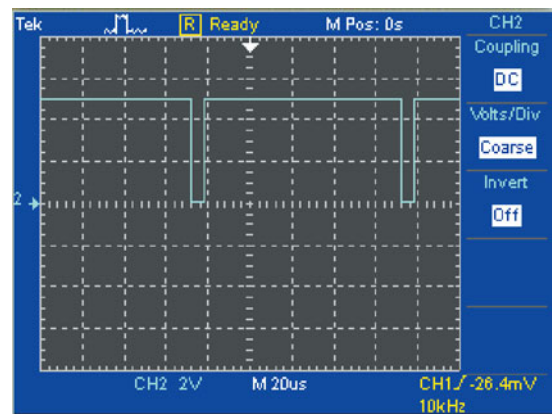 Tek R Ready M Pos: 0s CH2
Coupling
DC
Volts/Div
Coarse
Invert
Off
2
CH2 2V M 20us CH1 -26.4mV
10kHz